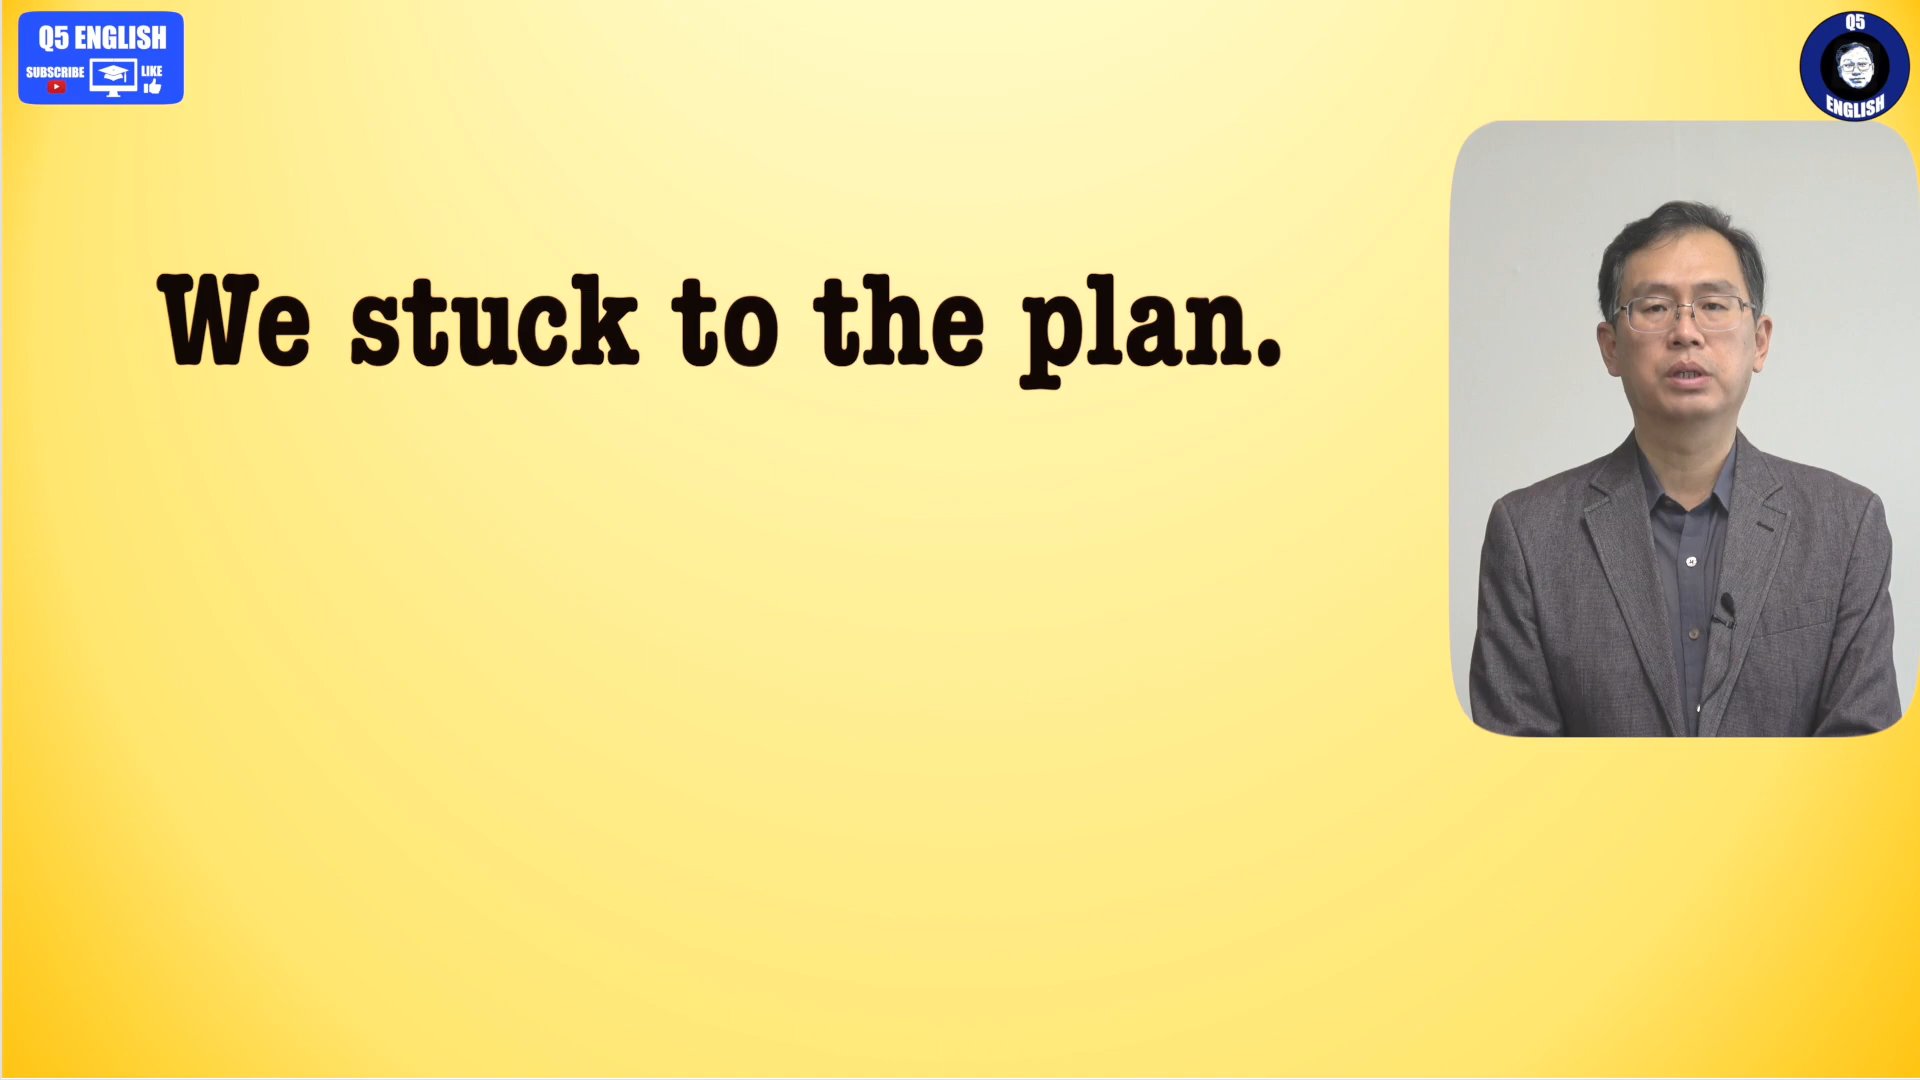 Q5 ENGLISH
SUBSCRIBE
LIKE
Q5
ENGLISH
We stuck to the plan.